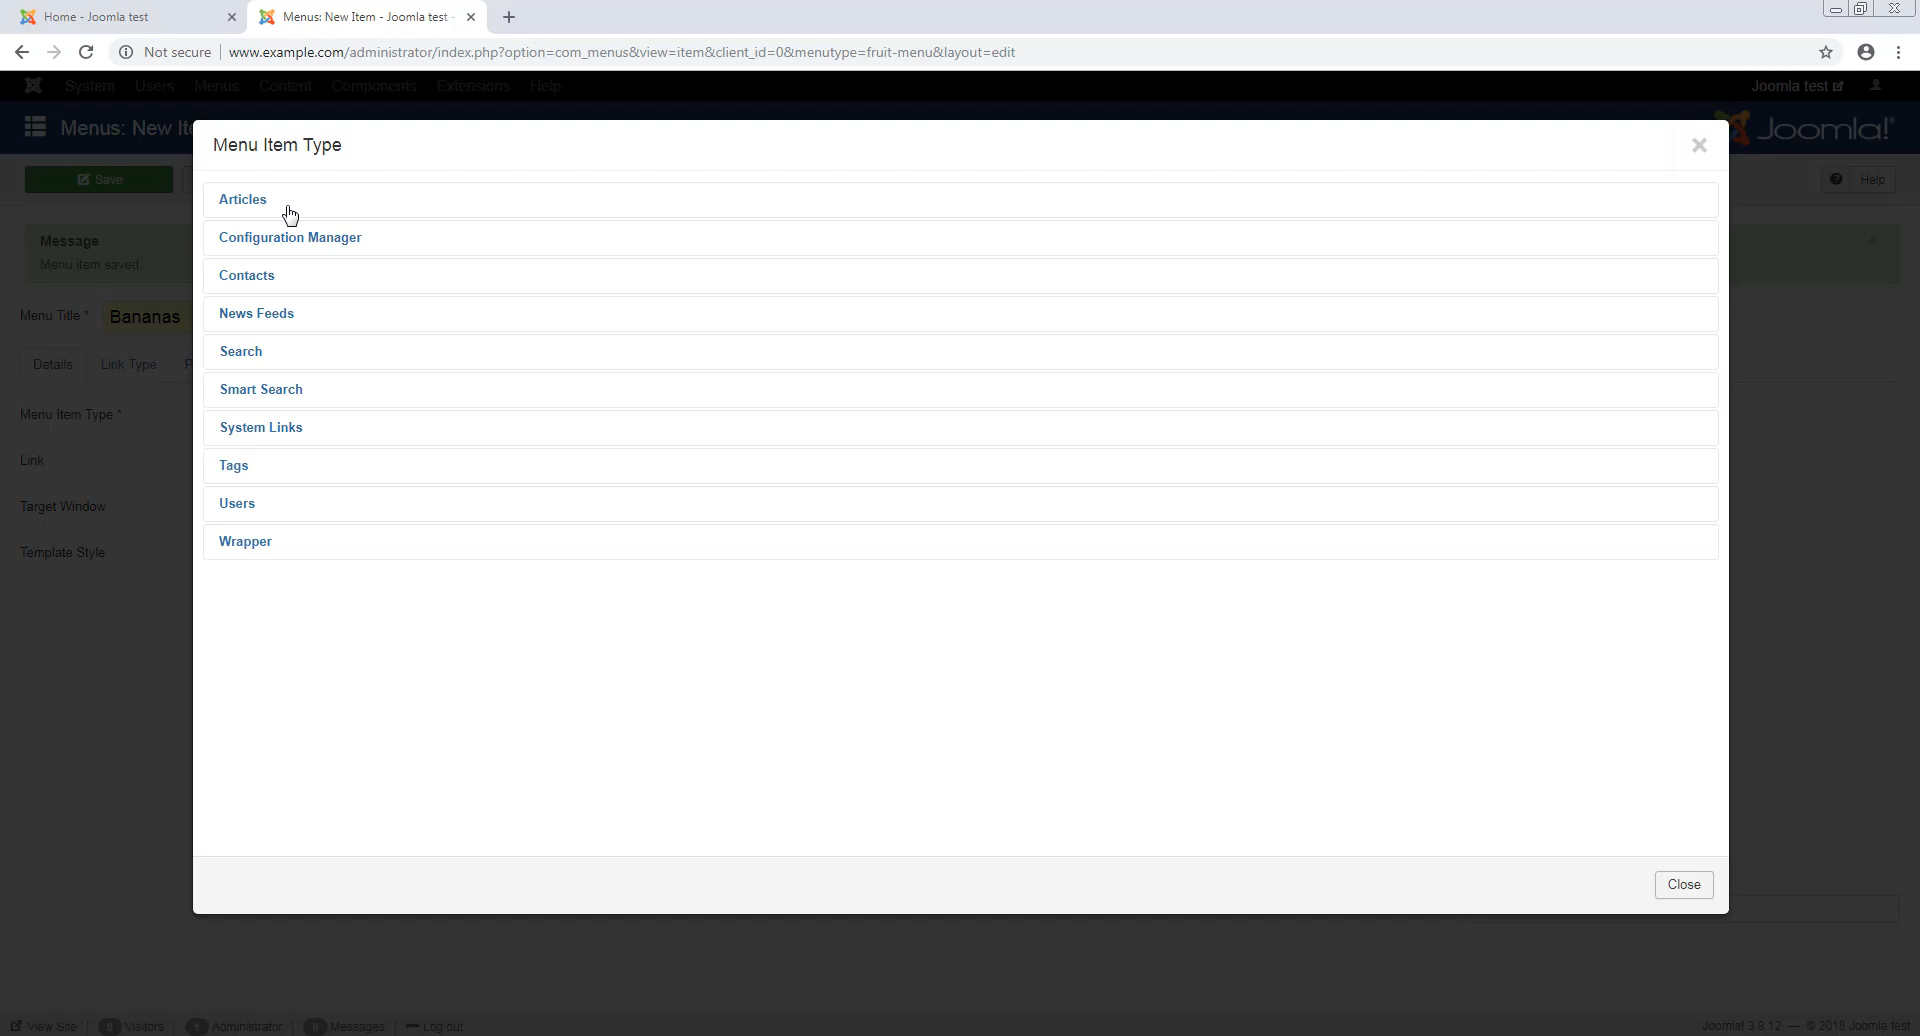 Home - Joomla test
Menus: New Item - Joomla test -
Not secure
www.example.com/administrator/index.php?option=com_menus&view=item&client_id=0&menutype=fruit-menu&layout=edit
System Users Menus Content Components Extensions Help
Joomla test
Menus: New Ite
Joomla!®
Save
Help
Menu Item Type
Message
Menu item saved.
Menu Title *
Bananas
Details
Link Type
P
Menu Item Type *
Link
Target Window
Template Style
Articles
Configuration Manager
Contacts
News Feeds
Search
Smart Search
System Links
Tags
Users
Wrapper
Close
View Site
0 Visitors
1 Administrator
0 Messages
Log out
Joomla! 3.8.12 — © 2018 Joomla test